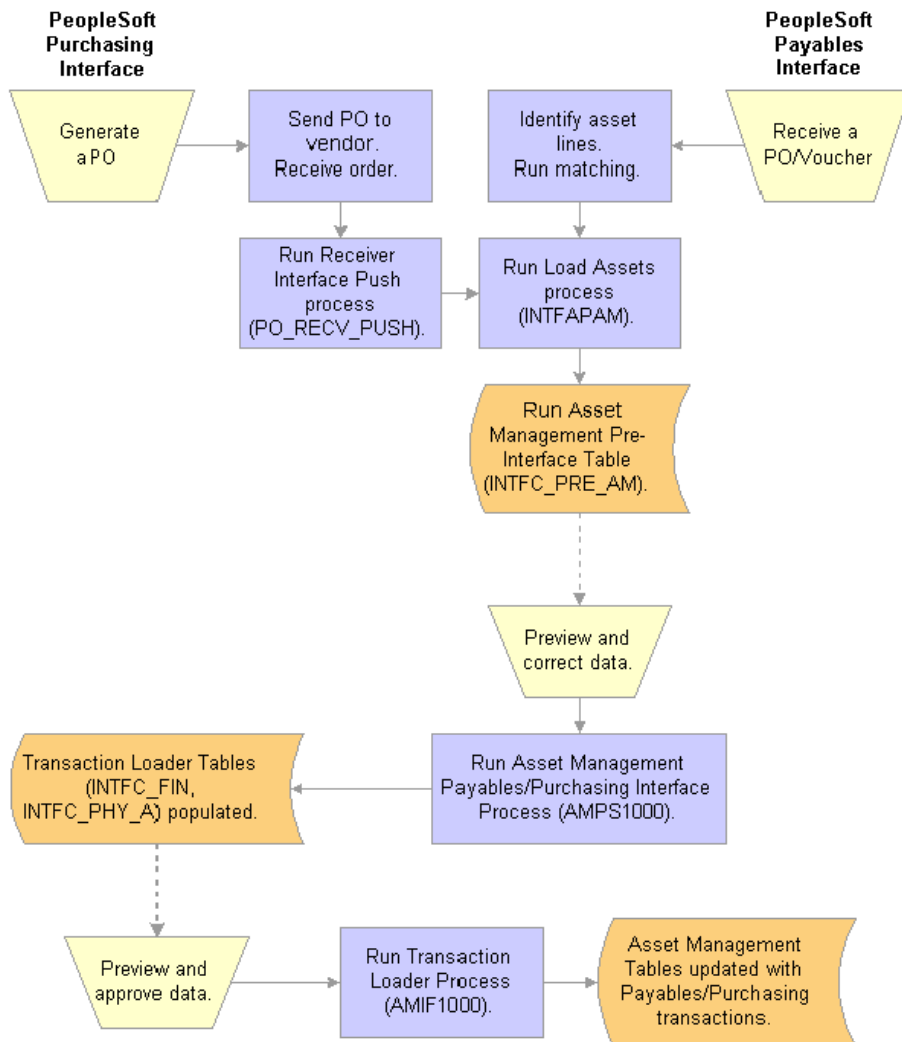 PeopleSoft
Purchasing
Interface
PeopleSoft
Payables
Interface
Generate
a PO
Send PO to
vendor.
Receive order.
Identify asset
lines.
Run matching.
Receive a
PO/Voucher
Run Receiver
Interface Push
process
(PO_RECV_PUSH).
Run Load Assets
process
(INTFAPAM).
Run Asset
Management Pre-
Interface Table
(INTFC_PRE_AM).
Preview and
correct data.
Transaction Loader Tables
(INTFC_FIN,
INTFC_PHY_A) populated.
Run Asset Management
Payables/Purchasing Interface
Process (AMPS1000).
Preview and
approve data.
Run Transaction
Loader Process
(AMIF1000).
Asset Management
Tables updated with
Payables/Purchasing
transactions.